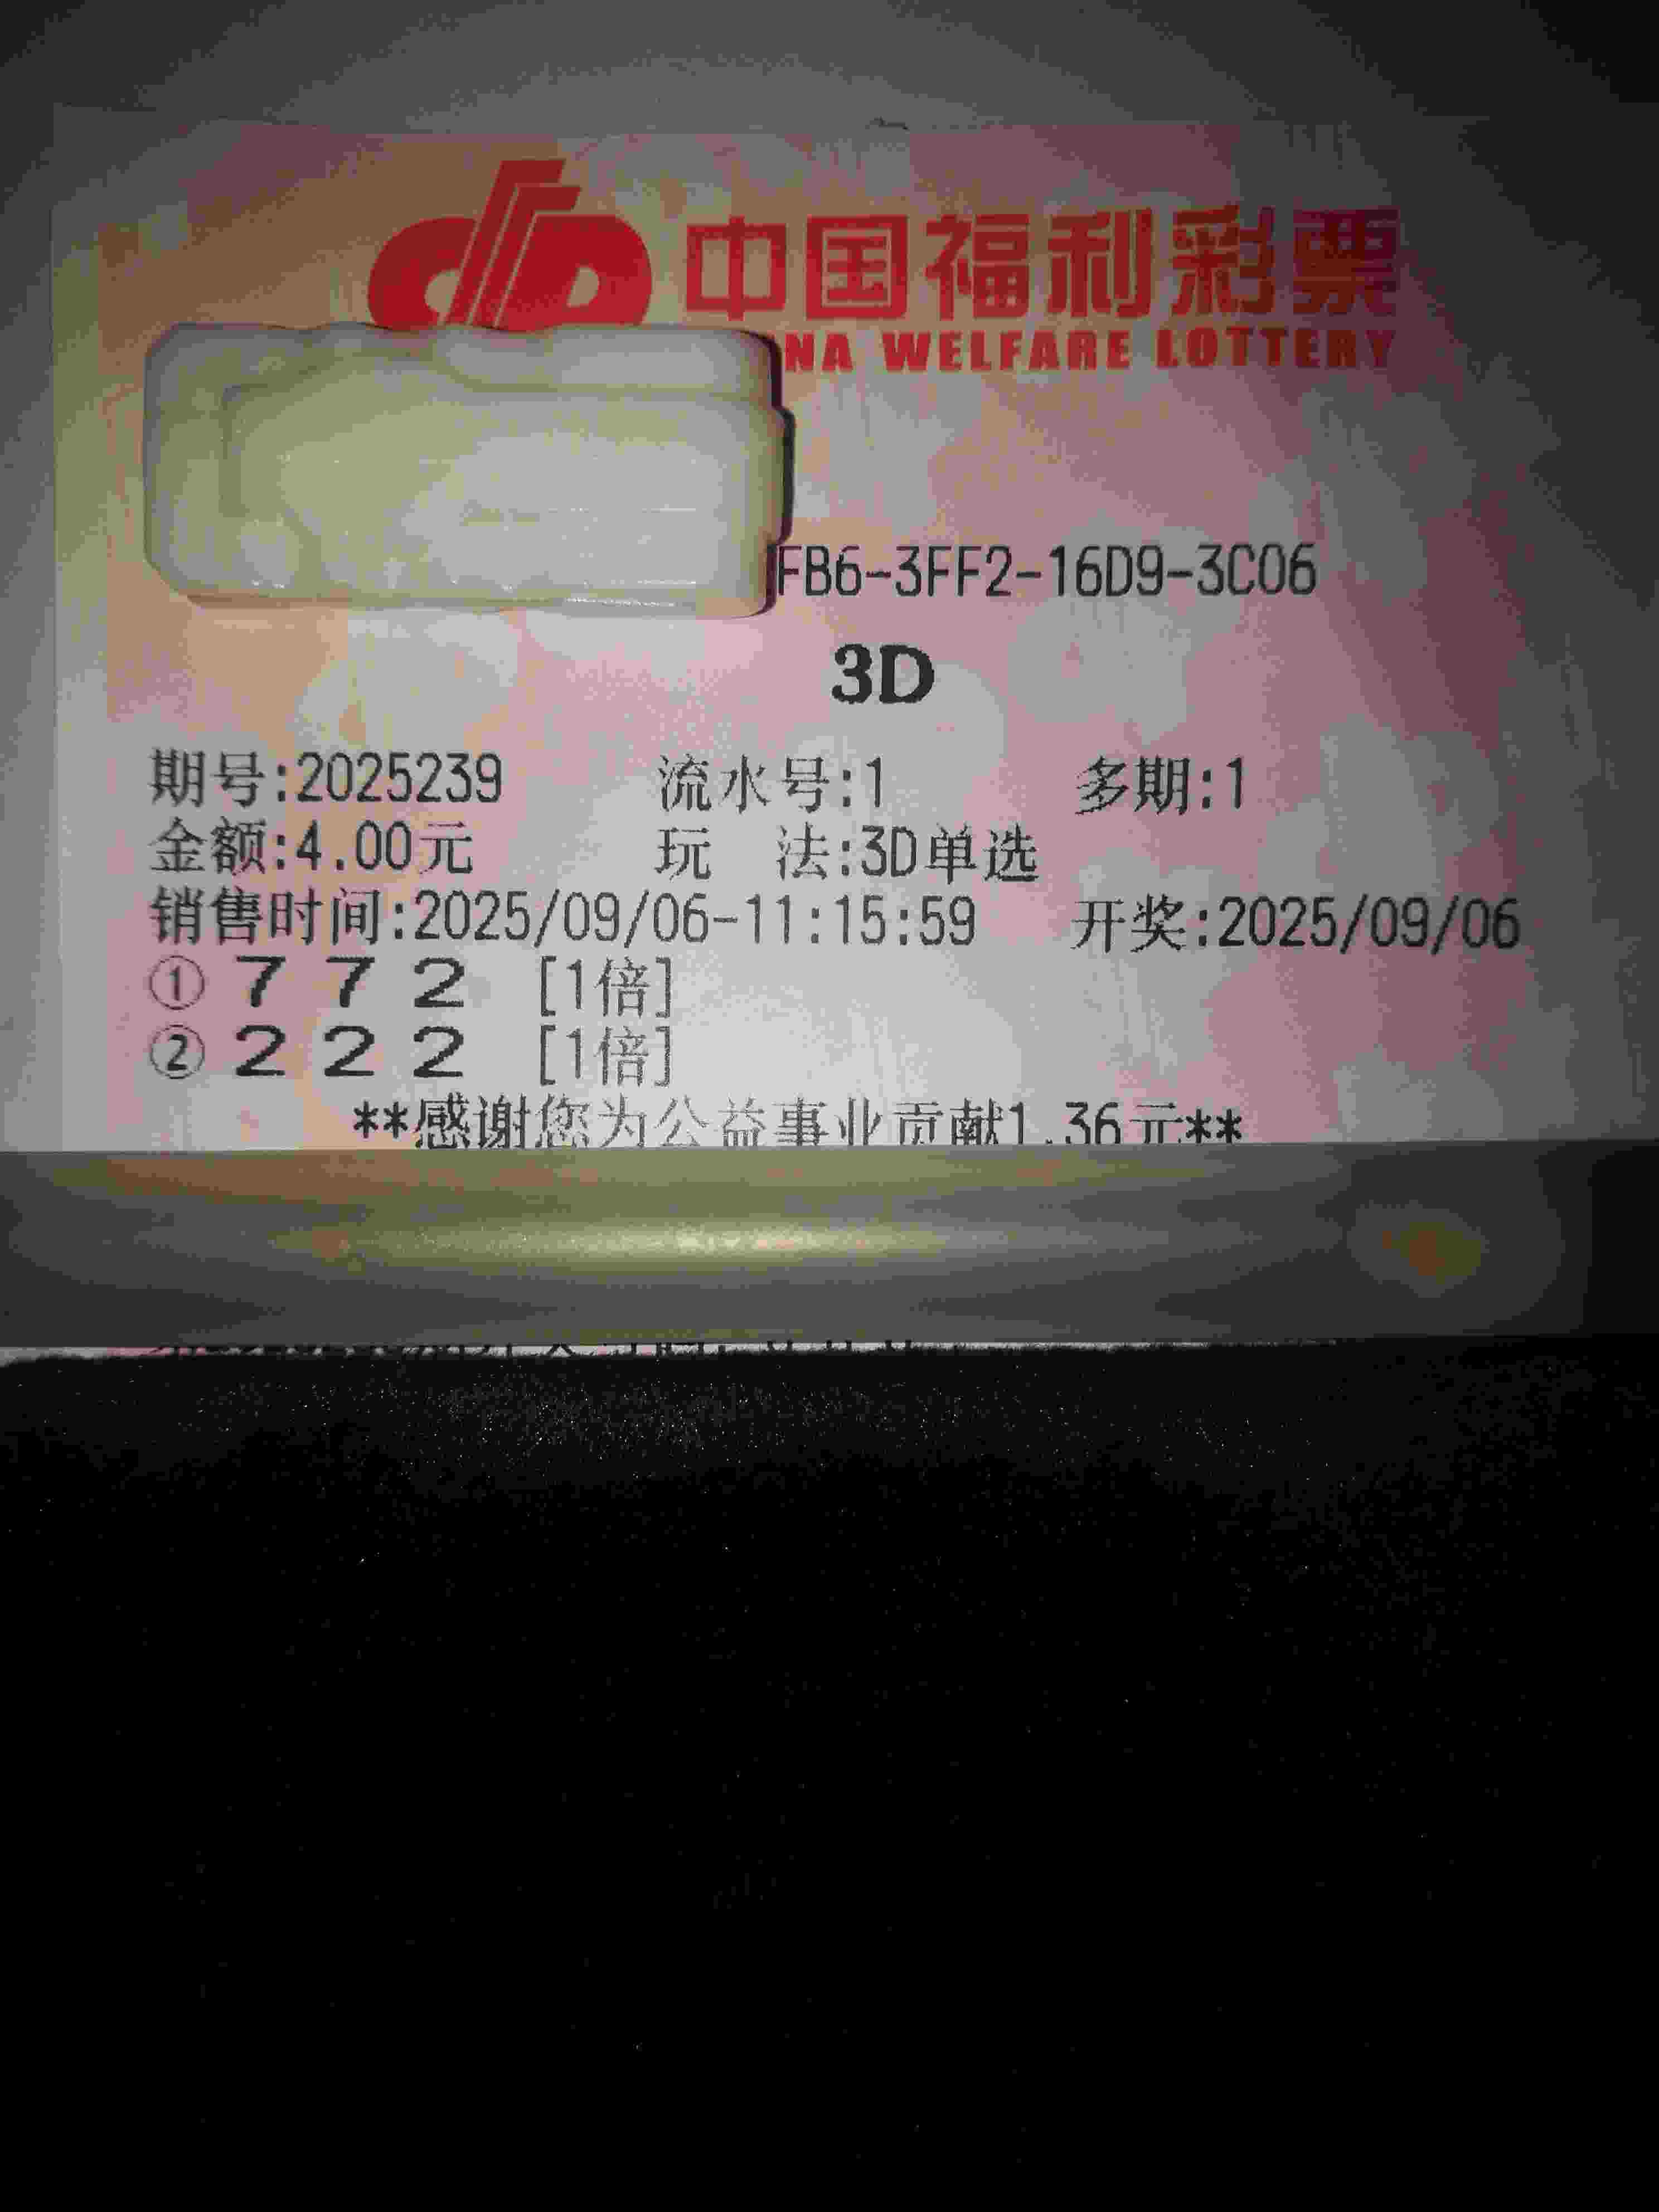 中国福利彩票
NA WELFARE LOTTERY
FB6-3FF2-16D9-3C06
3D
期号:2025239 流水号:1 多期:1
金额:4.00元 玩 法:3D单选
销售时间:2025/09/06-11:15:59 开奖:2025/09/06
① 7 7 2 [1倍]
② 2 2 2 [1倍]
**感谢您为公益事业贡献1.36元**